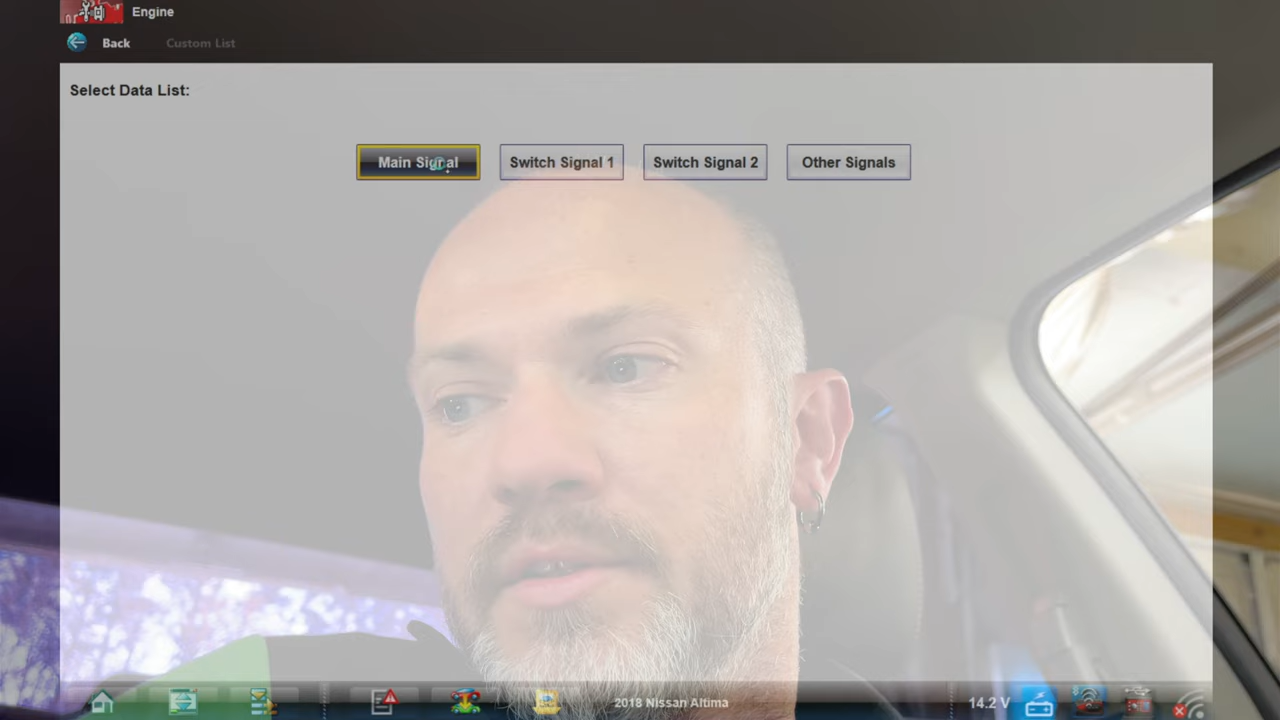 Engine
Back Custom List
Select Data List:
Main Signal Switch Signal 1 Switch Signal 2 Other Signals
2018 Nissan Altima 14.2 V